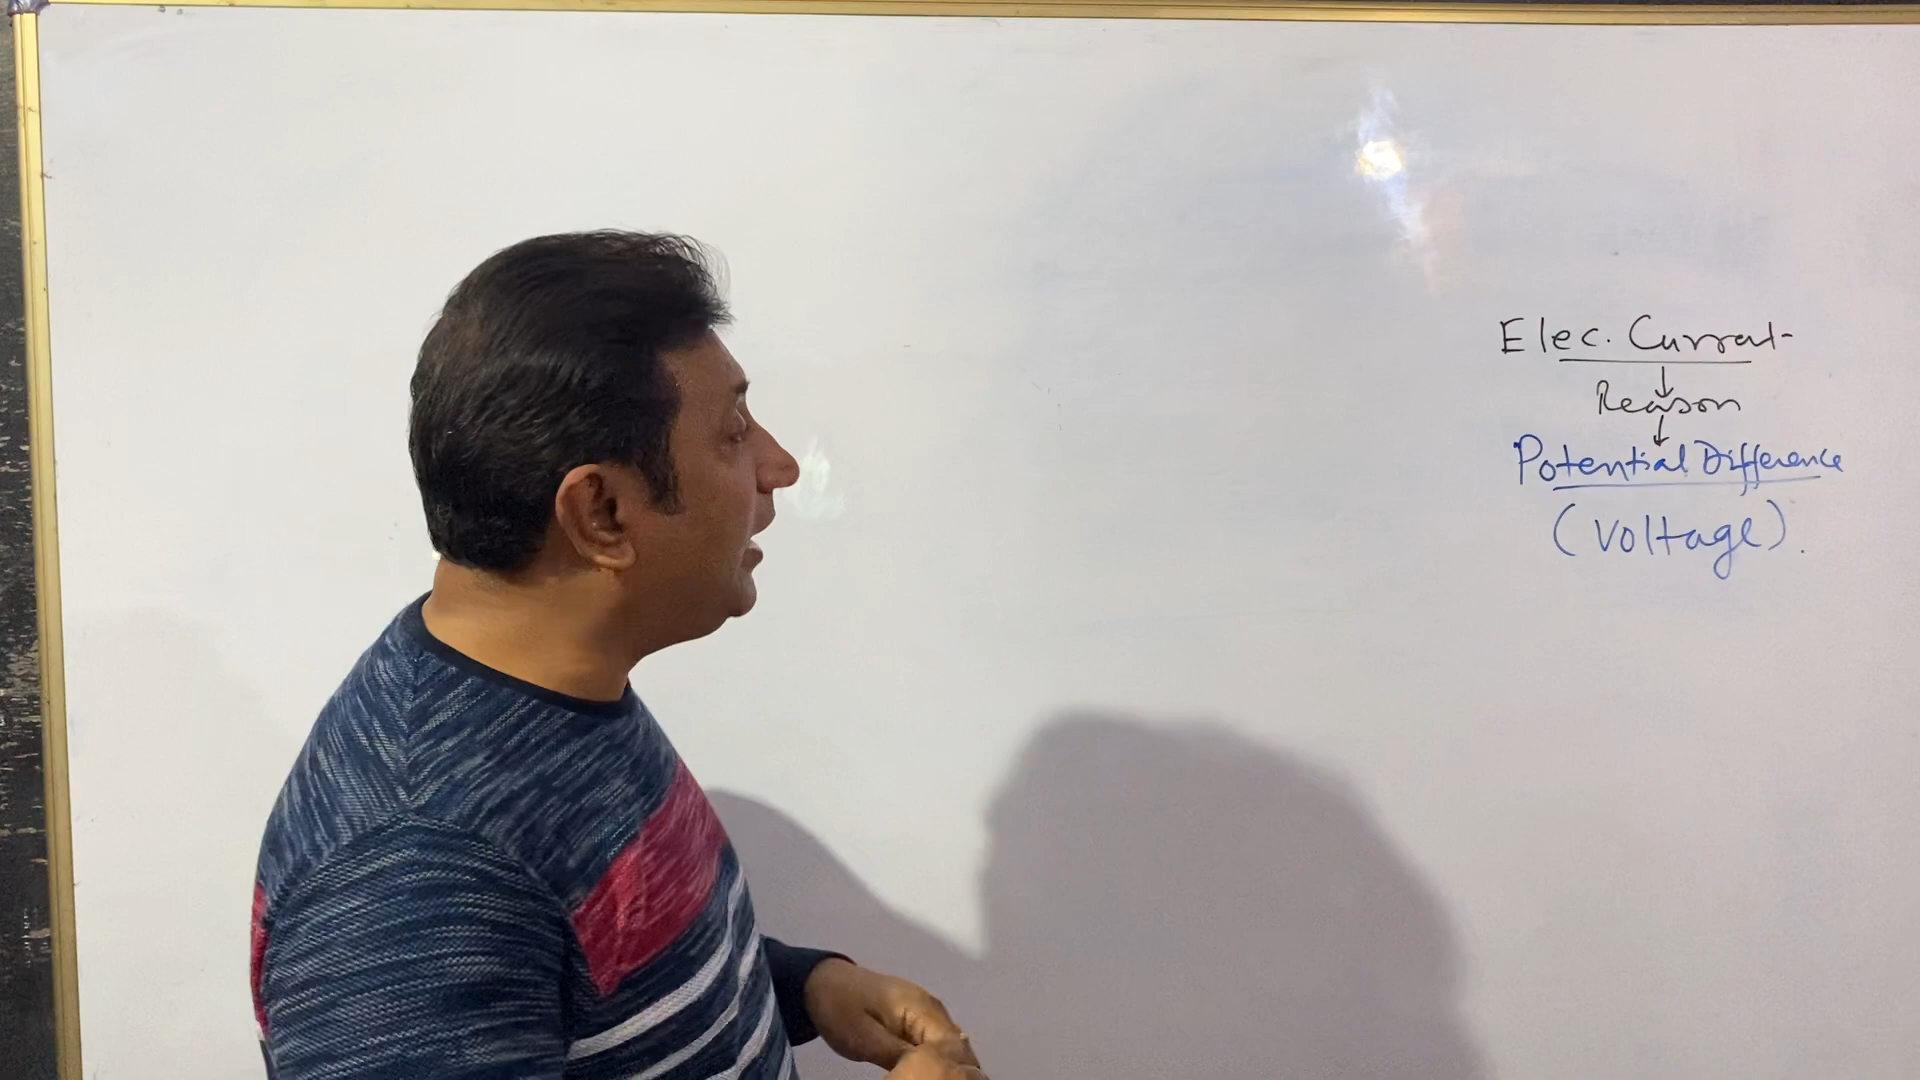 Elec. Current
↓
Reason
↓
Potential Difference
(Voltage).